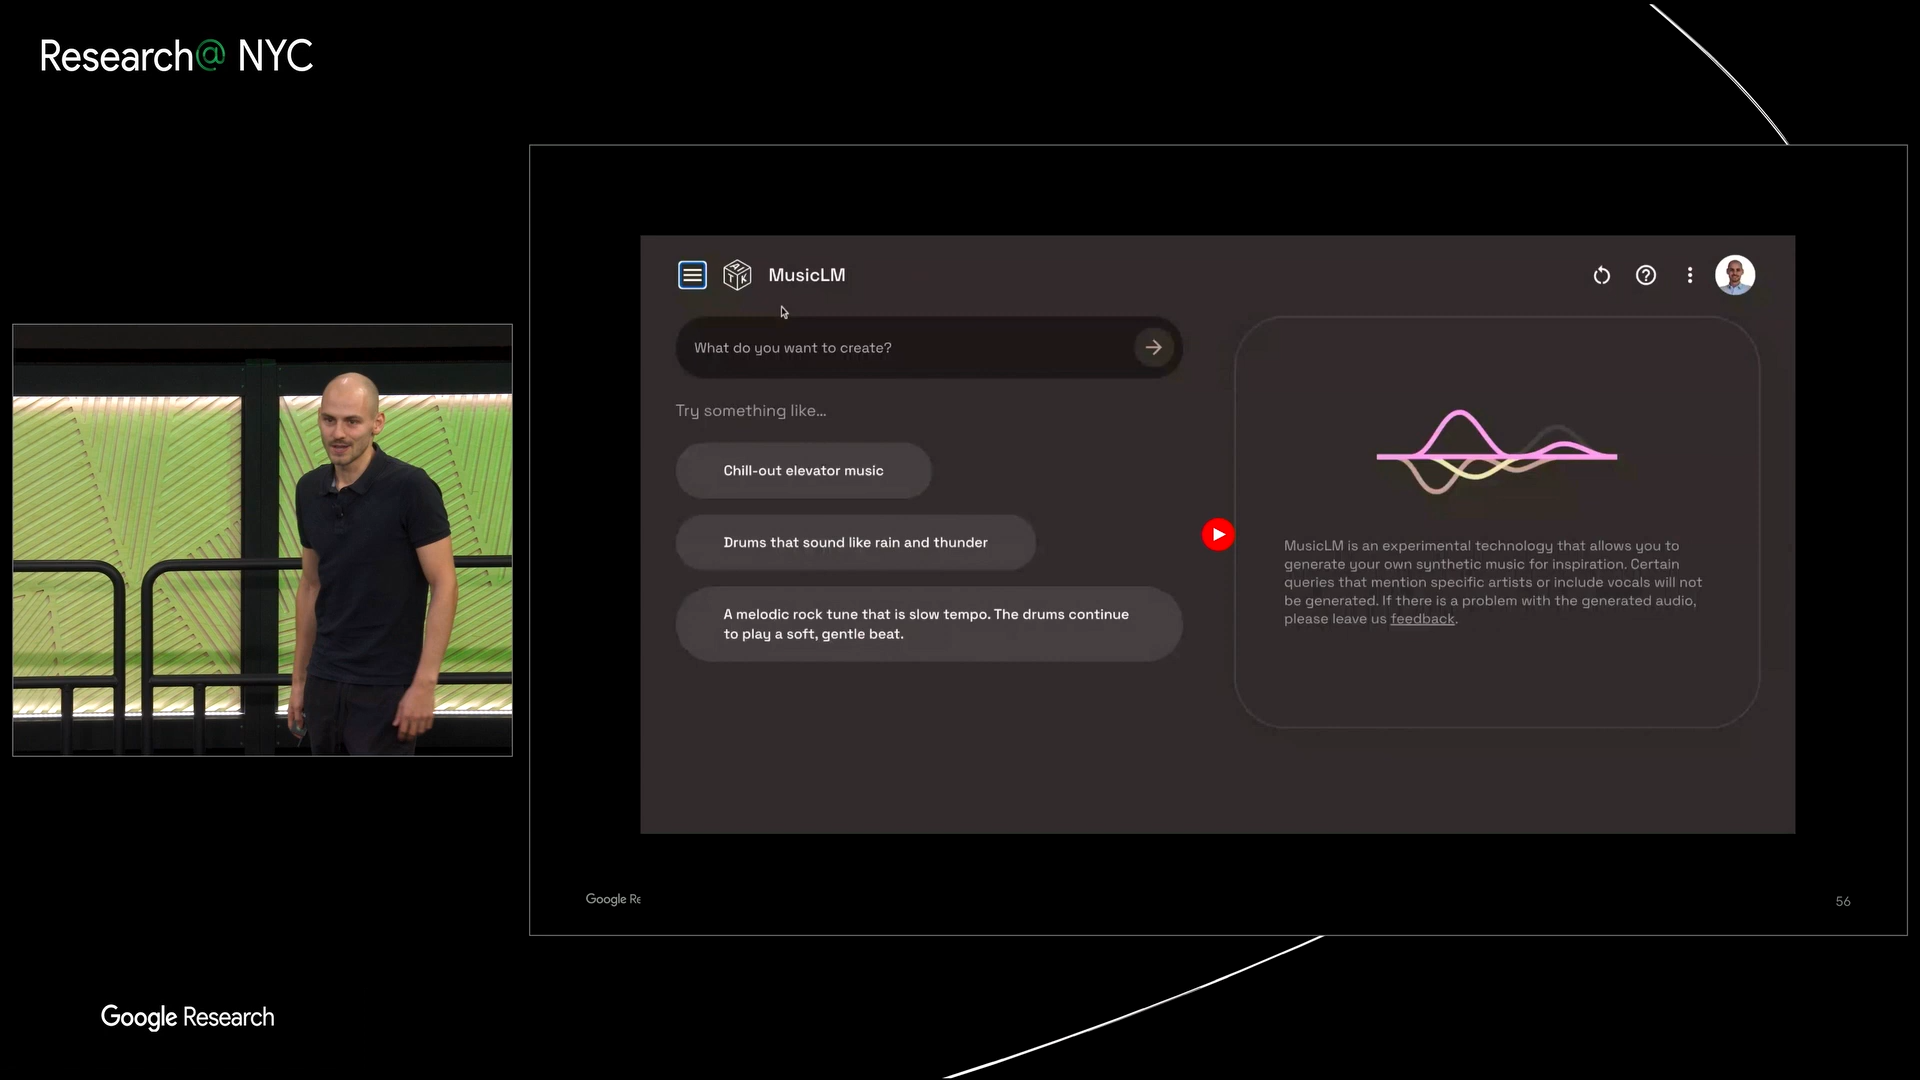 Research@ NYC
MusicLM
What do you want to create?
Try something like...
Chill-out elevator music
Drums that sound like rain and thunder
A melodic rock tune that is slow tempo. The drums continue
to play a soft, gentle beat.
MusicLM is an experimental technology that allows you to
generate your own synthetic music for inspiration. Certain
queries that mention specific artists or include vocals will not
be generated. If there is a problem with the generated audio,
please leave us feedback.
Google Re
56
Google Research